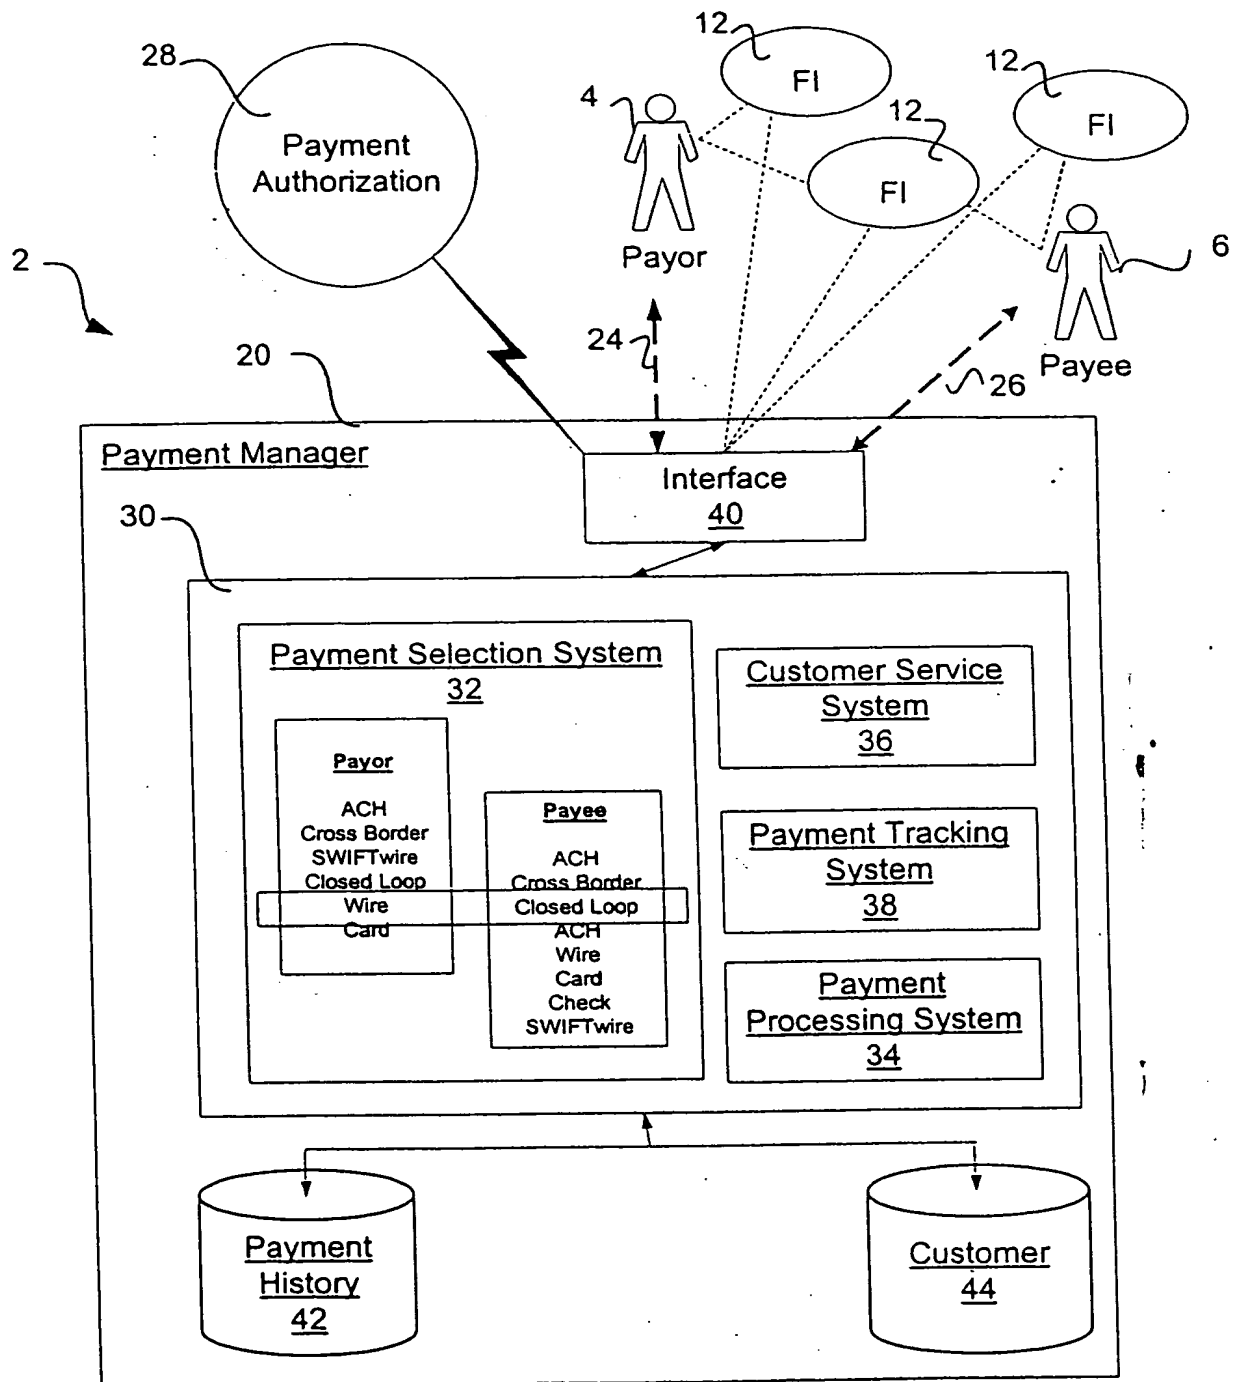 12
28
FI
12
4
12
FI
Payment
Authorization
FI
Payor
2
6
24
20
Payee
26
Payment Manager
Interface
40
30
Payment Selection System
32
Customer Service
System
36
Payor
ACH
Cross Border
SWIFTwire
Closed Loop
Wire
Card
Payee
ACH
Cross Border
Closed Loop
ACH
Wire
Card
Check
SWIFTwire
Payment Tracking
System
38
Payment
Processing System
34
Payment
History
42
Customer
44